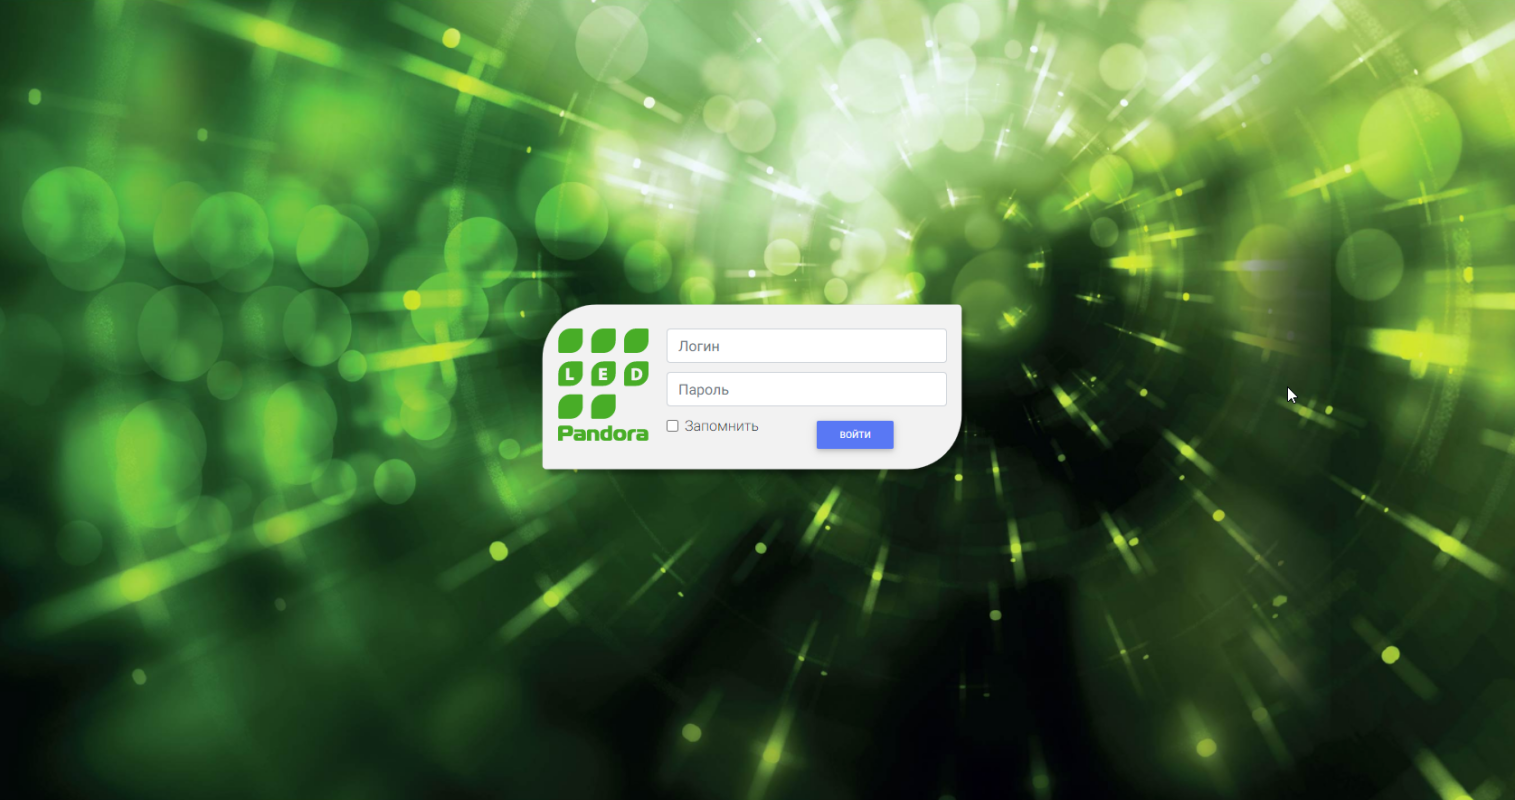 L E D
Pandora
Логин
Пароль
Запомнить
ВОЙТИ